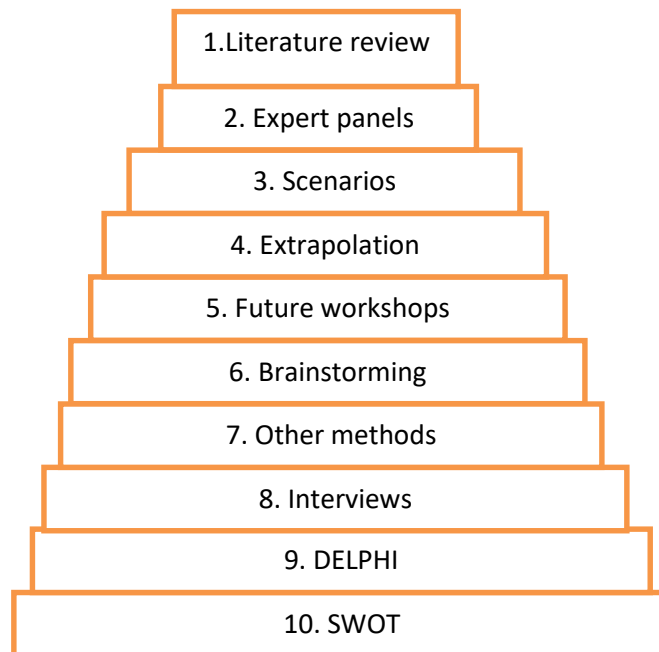 1.Literature review
2. Expert panels
3. Scenarios
4. Extrapolation
5. Future workshops
6. Brainstorming
7. Other methods
8. Interviews
9. DELPHI
10. SWOT